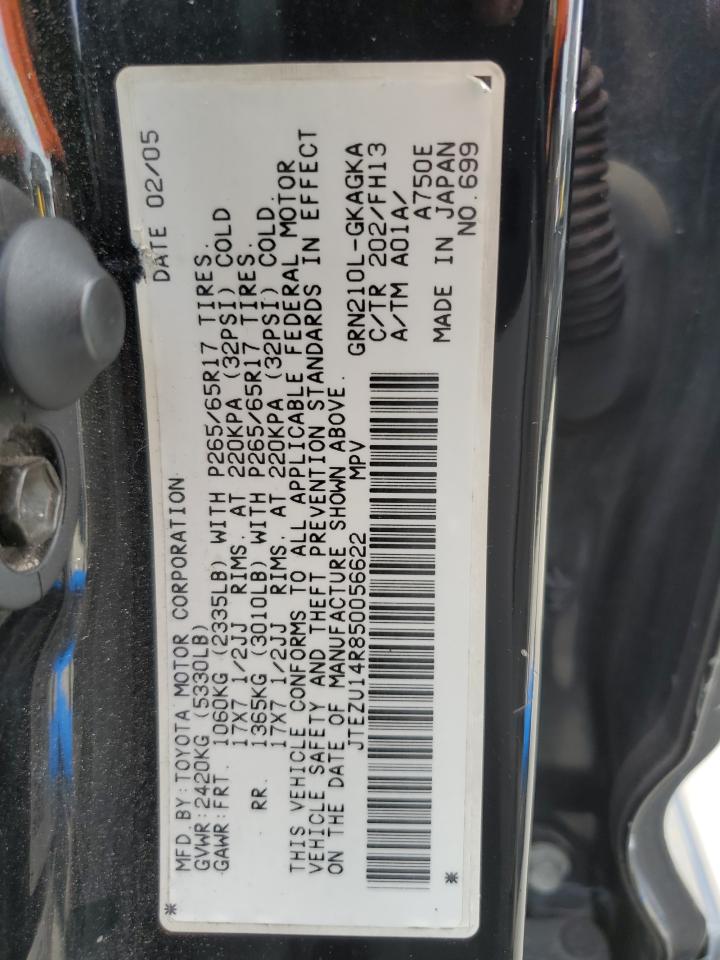 MFD. BY: TOYOTA MOTOR CORPORATION DATE 02/05
GVWR: 2420KG (5330LB)
GAWR: FRT. 1060KG (2335LB) WITH P265/65R17 TIRES.
17X7 1/2JJ RIMS. AT 220KPA (32PSI) COLD
RR. 1365KG (3010LB) WITH P265/65R17 TIRES.
17X7 1/2JJ RIMS. AT 220KPA (32PSI) COLD.
THIS VEHICLE CONFORMS TO ALL APPLICABLE FEDERAL MOTOR
VEHICLE SAFETY AND THEFT PREVENTION STANDARDS IN EFFECT
ON THE DATE OF MANUFACTURE SHOWN ABOVE.
JTEZU14R850056622 MPV GRN210L-GKAGKA
C/TR 202/FH13
A/TM A01A/
A750E
MADE IN JAPAN
NO.699